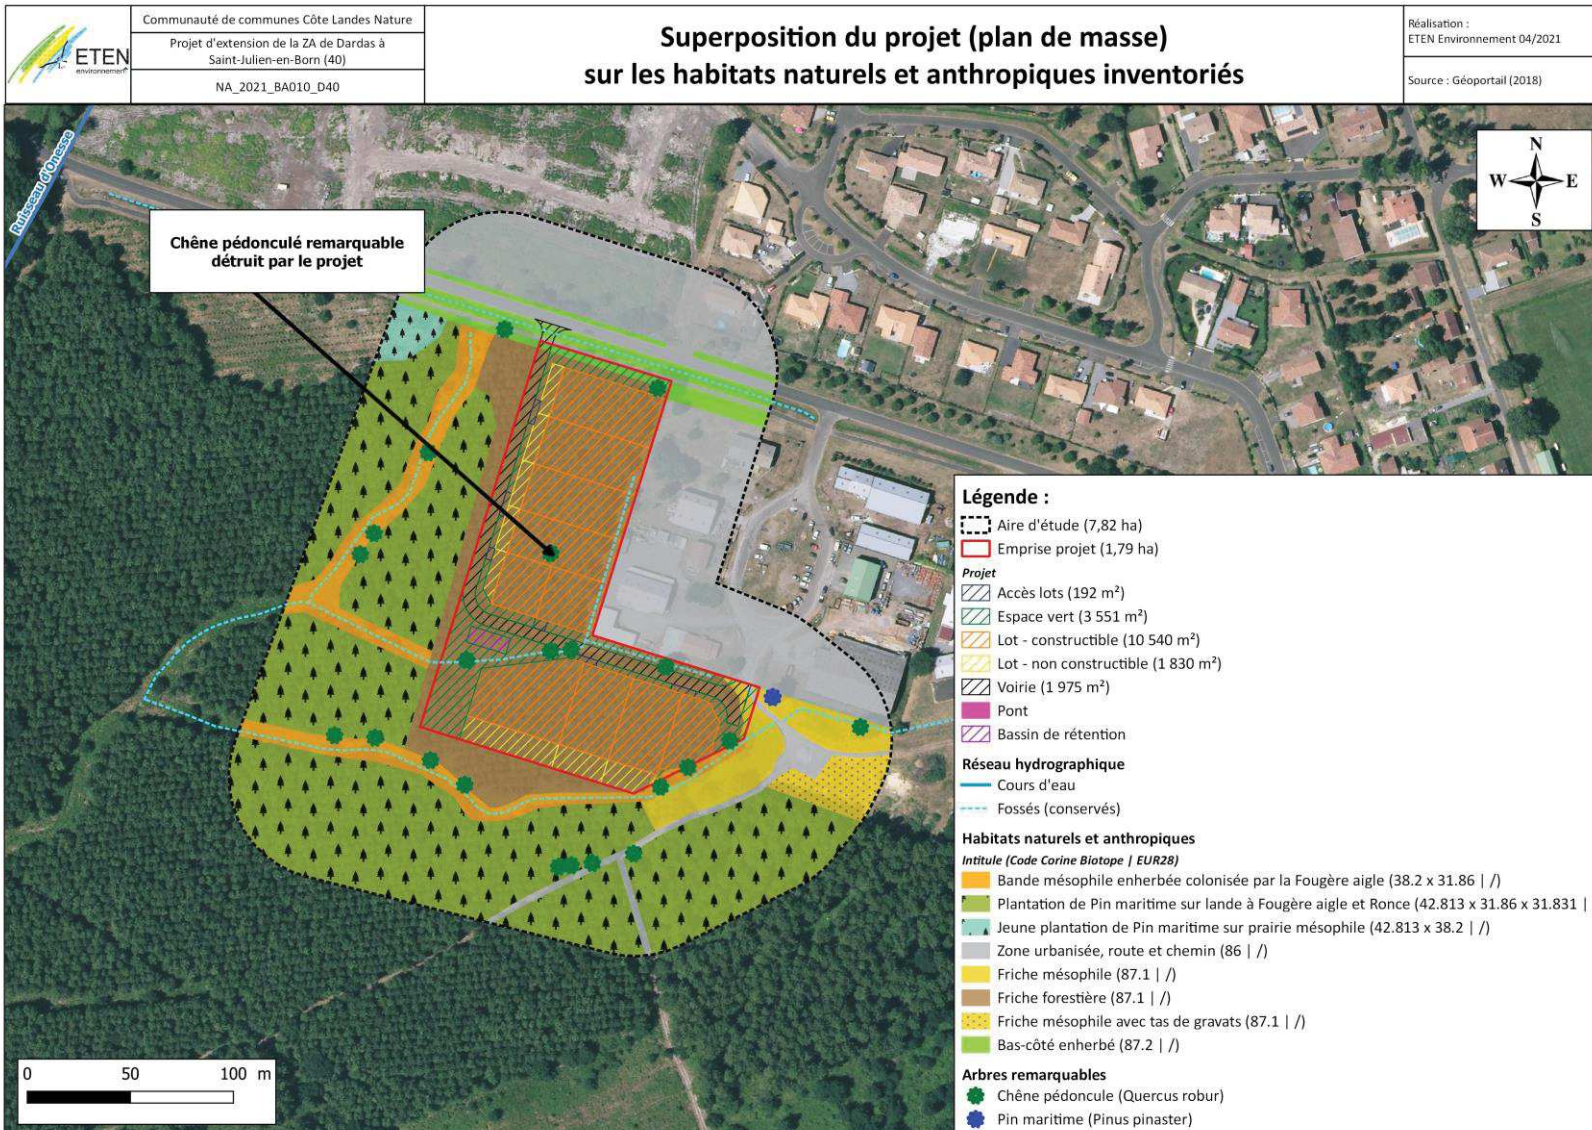 ETEN
environnement
Communauté de communes Côte Landes Nature
Projet d'extension de la ZA de Dardas à
Saint-Julien-en-Born (40)
NA_2021_BA010_D40
Superposition du projet (plan de masse)
sur les habitats naturels et anthropiques inventoriés
Réalisation :
ETEN Environnement 04/2021
Source : Géoportail (2018)
Ruisseau d'Onesse
N
W E
S
Chêne pédonculé remarquable
détruit par le projet
Légende :
Aire d'étude (7,82 ha)
Emprise projet (1,79 ha)
Projet
Accès lots (192 m²)
Espace vert (3 551 m²)
Lot - constructible (10 540 m²)
Lot - non constructible (1 830 m²)
Voirie (1 975 m²)
Pont
Bassin de rétention
Réseau hydrographique
Cours d'eau
Fossés (conservés)
Habitats naturels et anthropiques
Intitule (Code Corine Biotope | EUR28)
Bande mésophile enherbée colonisée par la Fougère aigle (38.2 x 31.86 | /)
Plantation de Pin maritime sur lande à Fougère aigle et Ronce (42.813 x 31.86 x 31.831 |
Jeune plantation de Pin maritime sur prairie mésophile (42.813 x 38.2 | /)
Zone urbanisée, route et chemin (86 | /)
Friche mésophile (87.1 | /)
Friche forestière (87.1 | /)
Friche mésophile avec tas de gravats (87.1 | /)
Bas-côté enherbé (87.2 | /)
Arbres remarquables
Chêne pédoncule (Quercus robur)
Pin maritime (Pinus pinaster)
0 50 100 m